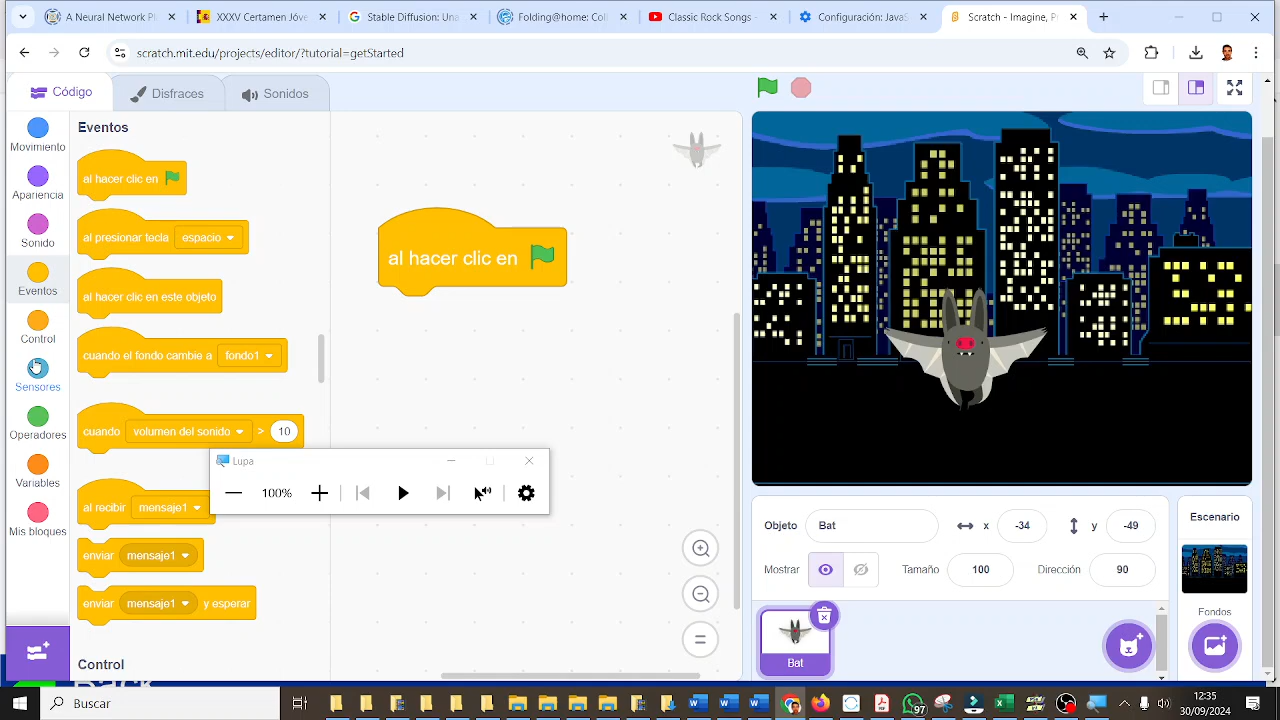 A Neural Network Pl
XXXV Certamen Jóve
Stable Diffusion: Une
Folding@home: Coll
Classic Rock Songs -
Configuración: JavaS
Scratch - Imagine, P
scratch.mit.edu/projects/editor/?tutorial=getStarted
Código
Disfraces
Sonidos
Movimiento
Apariencia
Sonido
Eventos
Control
Sensores
Operadores
Variables
Mis bloques
Eventos
al hacer clic en
al presionar tecla espacio
al hacer clic en este objeto
cuando el fondo cambie a fondo1
cuando volumen del sonido > 10
al recibir mensaje1
enviar mensaje1
enviar mensaje1 y esperar
Control
al hacer clic en
Lupa
100%
Objeto Bat x -34 y -49
Mostrar Tamaño 100 Dirección 90
Bat
Escenario
Fondos
Buscar
97
12:35
30/09/2024